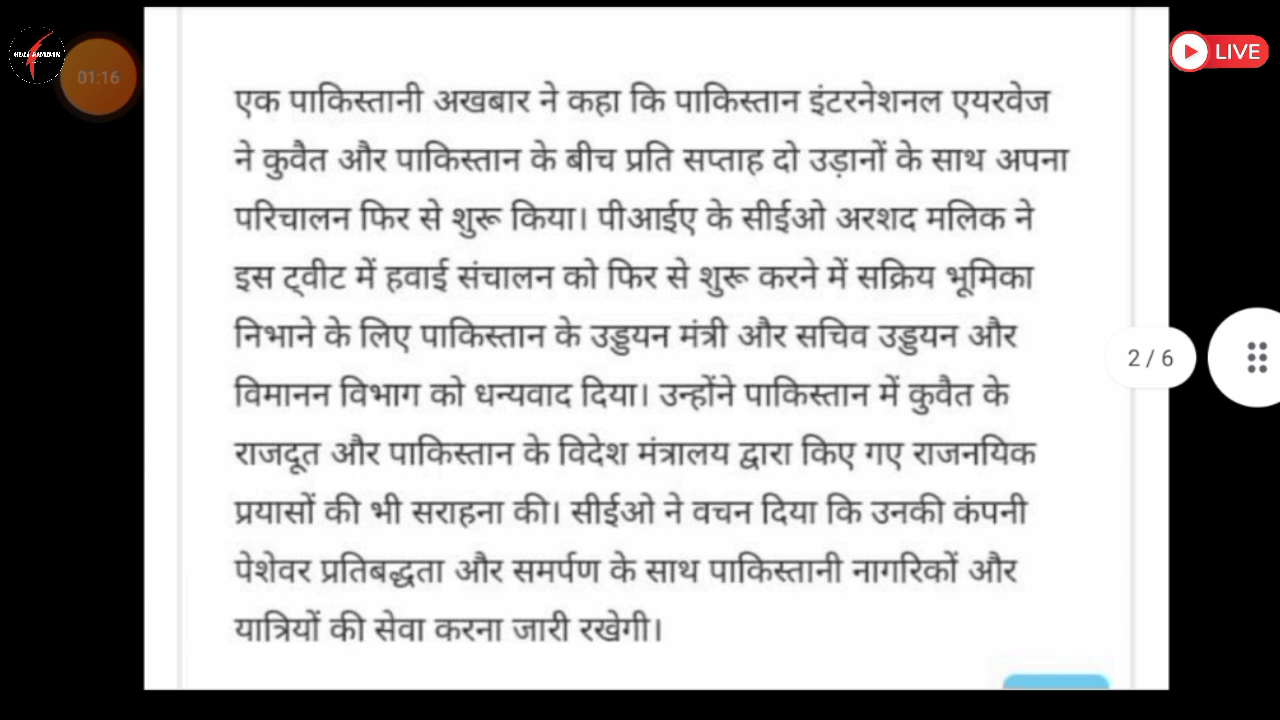 01:16
LIVE
एक पाकिस्तानी अखबार ने कहा कि पाकिस्तान इंटरनेशनल एयरवेज
ने कुवैत और पाकिस्तान के बीच प्रति सप्ताह दो उड़ानों के साथ अपना
परिचालन फिर से शुरू किया। पीआईए के सीईओ अरशद मलिक ने
इस ट्वीट में हवाई संचालन को फिर से शुरू करने में सक्रिय भूमिका
निभाने के लिए पाकिस्तान के उड्डयन मंत्री और सचिव उड्डयन और
विमानन विभाग को धन्यवाद दिया। उन्होंने पाकिस्तान में कुवैत के
राजदूत और पाकिस्तान के विदेश मंत्रालय द्वारा किए गए राजनयिक
प्रयासों की भी सराहना की। सीईओ ने वचन दिया कि उनकी कंपनी
पेशेवर प्रतिबद्धता और समर्पण के साथ पाकिस्तानी नागरिकों और
यात्रियों की सेवा करना जारी रखेगी।
2 / 6